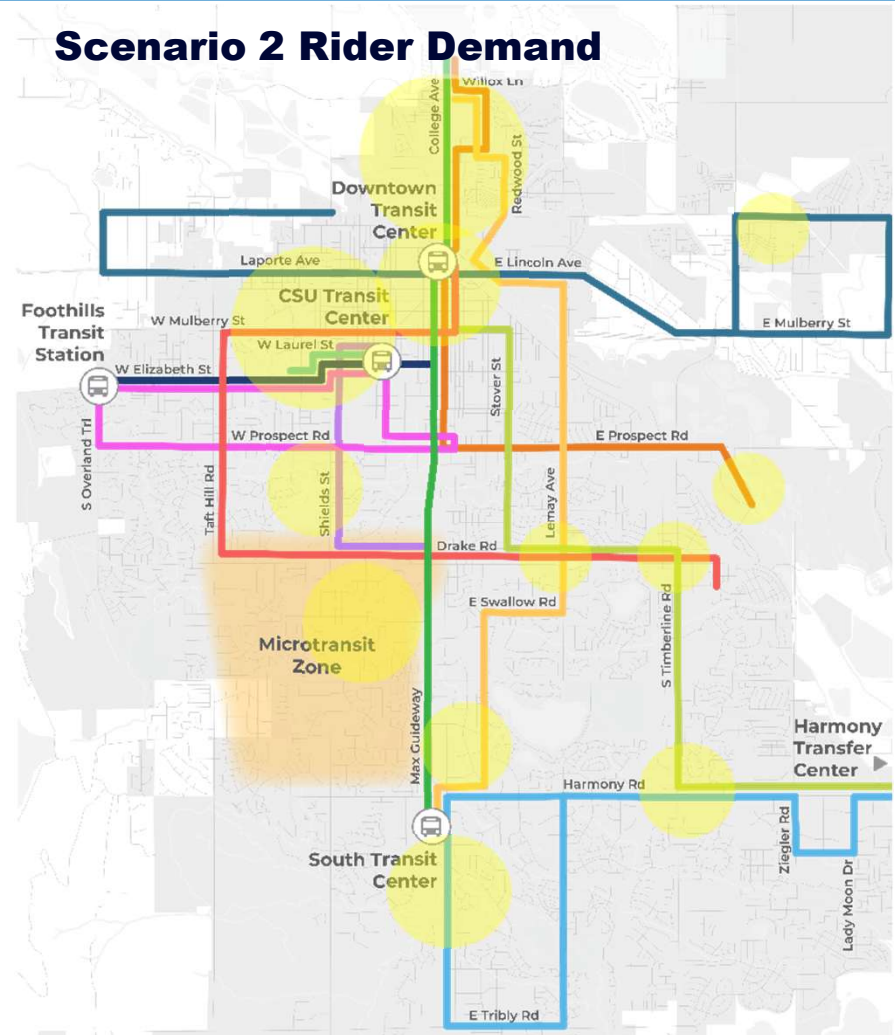 Scenario 2 Rider Demand
Willox Ln
College Ave
Redwood St
Downtown
Transit
Center
Laporte Ave
E Lincoln Ave
CSU Transit
Center
Foothills
Transit
Station
W Mulberry St
E Mulberry St
W Laurel St
W Elizabeth St
Stover St
S Overland Trl
W Prospect Rd
E Prospect Rd
Taft Hill Rd
Shields St
Lemay Ave
Drake Rd
E Swallow Rd
S Timberline Rd
Microtransit
Zone
Max Guideway
Harmony
Transfer
Center
Harmony Rd
Ziegler Rd
Lady Moon Dr
South Transit
Center
E Tribly Rd